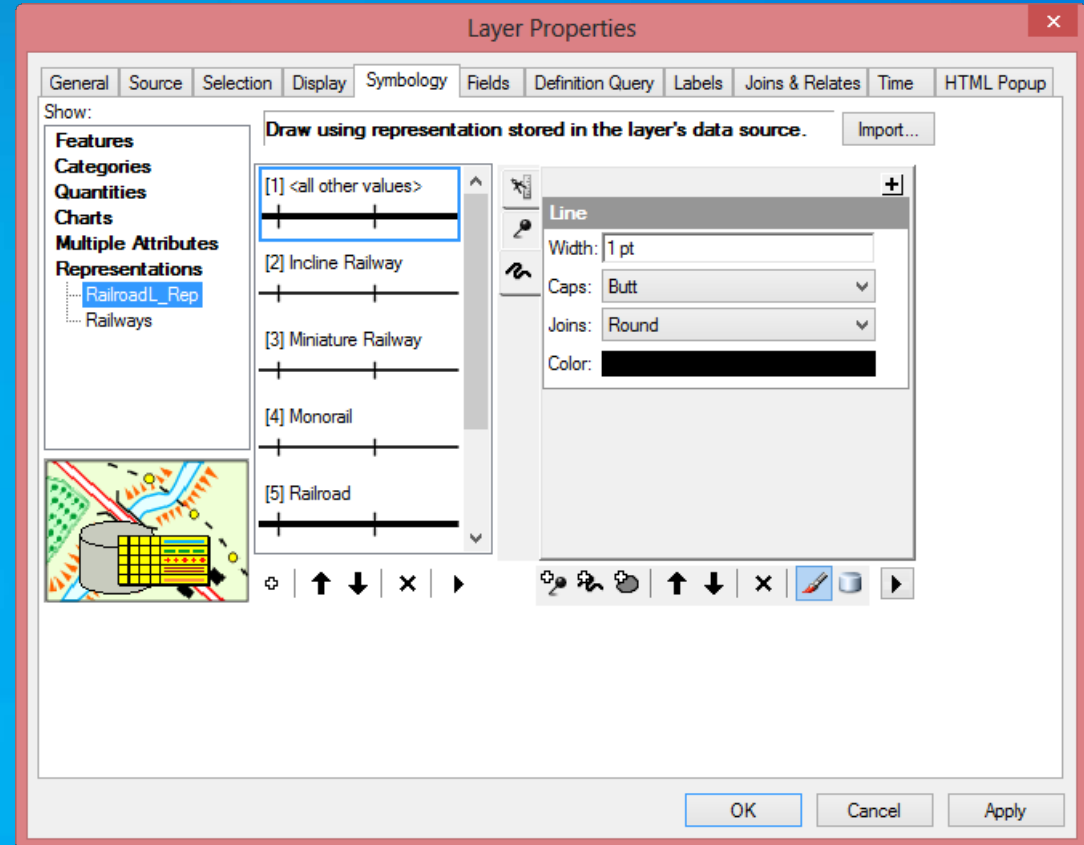 Layer Properties
General Source Selection Display Symbology Fields Definition Query Labels Joins & Relates Time HTML Popup
Show:
Features
Categories
Quantities
Charts
Multiple Attributes
Representations
RailroadL_Rep
Railways
Draw using representation stored in the layer's data source.
Import...
[1] <all other values>
[2] Incline Railway
[3] Miniature Railway
[4] Monorail
[5] Railroad
Line
Width: 1 pt
Caps: Butt
Joins: Round
Color:
OK Cancel Apply